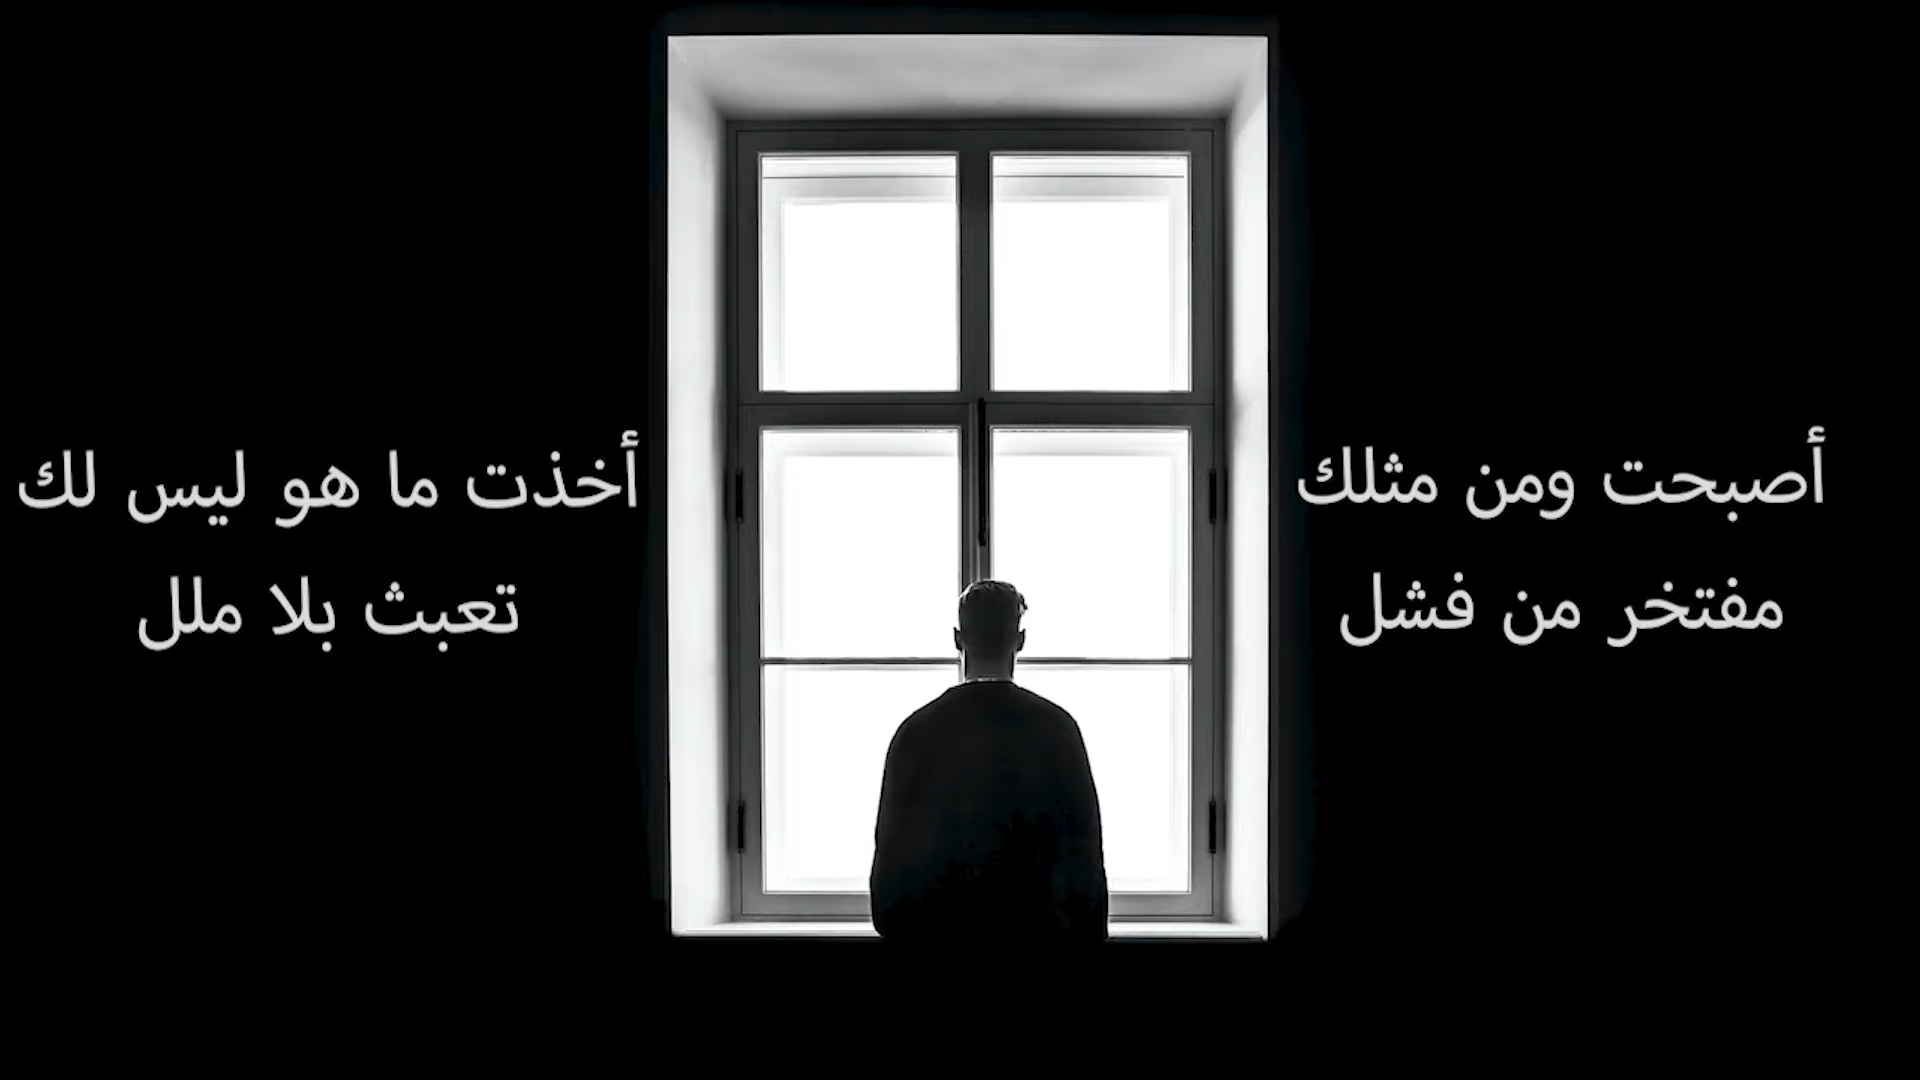 أصبحت ومن مثلك
أخذت ما هو ليس لك
مفتخر من فشل
تعبث بلا ملل